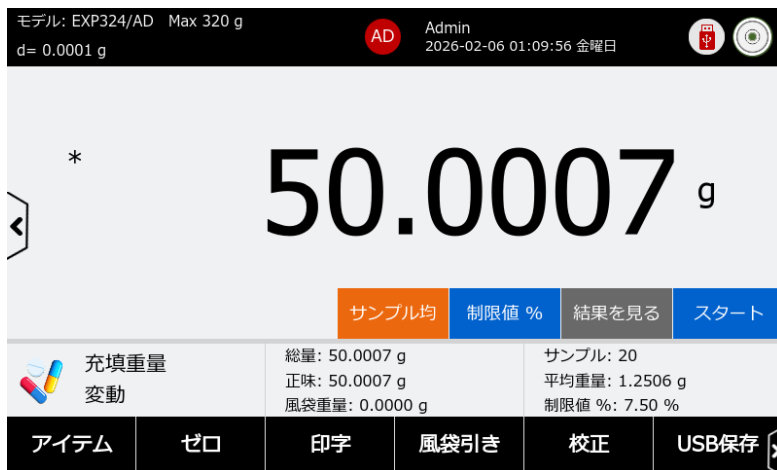 モデル: EXP324/AD Max 320 g
d= 0.0001 g
AD
Admin
2026-02-06 01:09:56 金曜日
*
50.0007 g
サンプル均
制限値 %
結果を見る
スタート
充填重量
変動
総量: 50.0007 g
正味: 50.0007 g
風袋重量: 0.0000 g
サンプル: 20
平均重量: 1.2506 g
制限値 %: 7.50 %
アイテム
ゼロ
印字
風袋引き
校正
USB保存